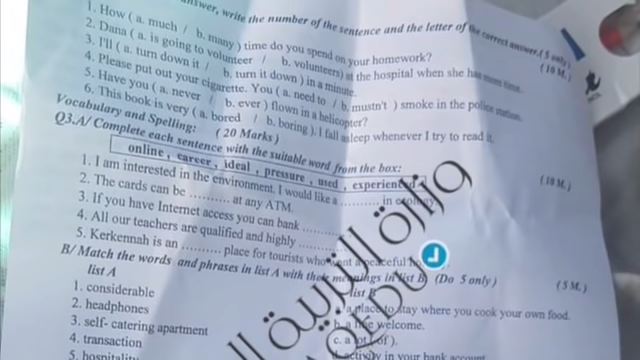 answer, write the number of the sentence and the letter of the correct answer.( 5 only )
( 10 M.)
1. How ( a. much / b. many ) time do you spend on your homework?
2. Dana ( a. is going to volunteer / b. volunteers) at the hospital when she has more time.
3. I'll ( a. turn down it / b. turn it down ) in a minute.
4. Please put out your cigarette. You ( a. need to / b. mustn't ) smoke in the police station.
5. Have you ( a. never / b. ever ) flown in a helicopter?
6. This book is very ( a. bored / b. boring ). I fall asleep whenever I try to read it.
Vocabulary and Spelling: ( 20 Marks )
Q3.A/ Complete each sentence with the suitable word from the box:
( 10 M.)
online , career , ideal , pressure , used , experienced
1. I am interested in the environment. I would like a .......... in ecology.
2. The cards can be .......... at any ATM.
3. If you have Internet access you can bank ..........
4. All our teachers are qualified and highly ..........
5. Kerkennah is an .......... place for tourists who want a peaceful
B/ Match the words and phrases in list A with their meanings in list B. (Do 5 only )
( 5 M.)
list A
list B
1. considerable
a. a place to stay where you cook your own food.
2. headphones
welcome.
3. self- catering apartment
c. a lot ( of ).
4. transaction
activity in your bank account
5. hospitality
وزارة التربية